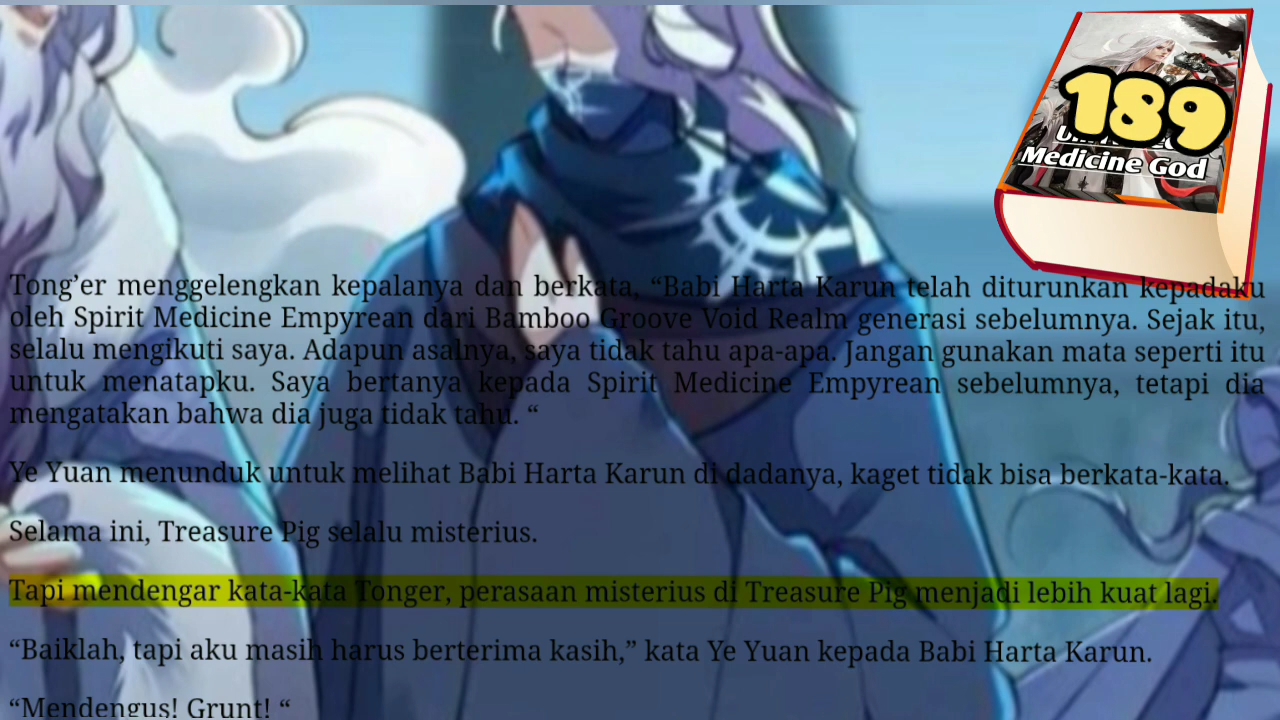 189
Medicine God
Tong’er menggelengkan kepalanya dan berkata, “Babi Harta Karun telah diturunkan kepadaku
oleh Spirit Medicine Empyrean dari Bamboo Groove Void Realm generasi sebelumnya. Sejak itu,
selalu mengikuti saya. Adapun asalnya, saya tidak tahu apa-apa. Jangan gunakan mata seperti itu
untuk menatapku. Saya bertanya kepada Spirit Medicine Empyrean sebelumnya, tetapi dia
mengatakan bahwa dia juga tidak tahu. “
Ye Yuan menunduk untuk melihat Babi Harta Karun di dadanya, kaget tidak bisa berkata-kata.
Selama ini, Treasure Pig selalu misterius.
Tapi mendengar kata-kata Tonger, perasaan misterius di Treasure Pig menjadi lebih kuat lagi.
“Baiklah, tapi aku masih harus berterima kasih,” kata Ye Yuan kepada Babi Harta Karun.
“Mendengus! Grunt! “